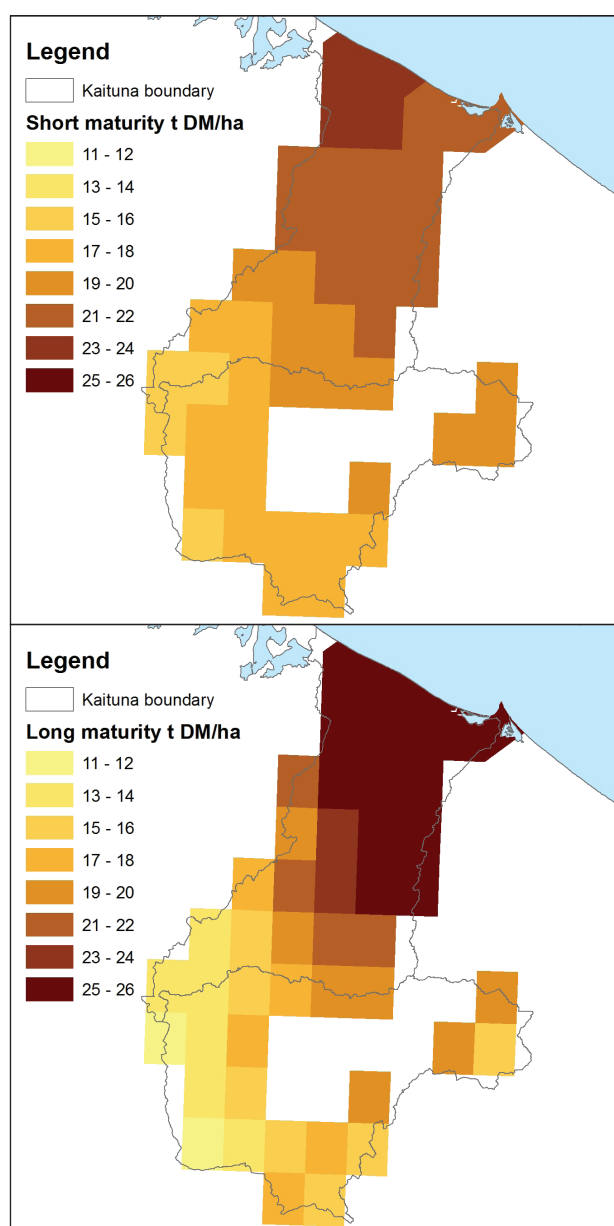 Legend
Kaituna boundary
Short maturity t DM/ha
11 - 12
13 - 14
15 - 16
17 - 18
19 - 20
21 - 22
23 - 24
25 - 26
Legend
Kaituna boundary
Long maturity t DM/ha
11 - 12
13 - 14
15 - 16
17 - 18
19 - 20
21 - 22
23 - 24
25 - 26